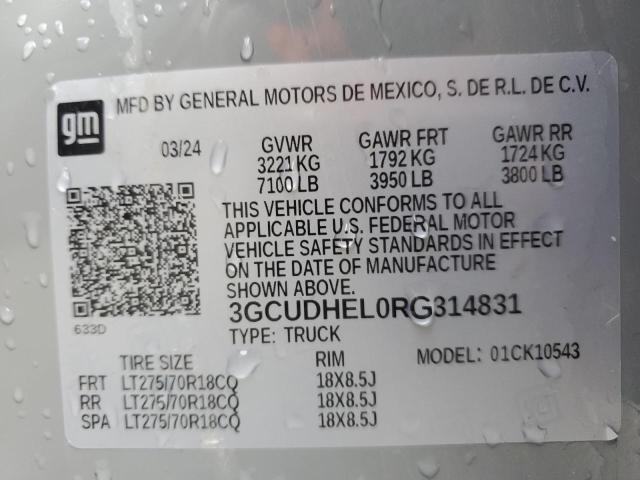 gm
MFD BY GENERAL MOTORS DE MEXICO, S. DE R.L. DE C.V.
03/24 GVWR GAWR FRT GAWR RR
3221 KG 1792 KG 1724 KG
7100 LB 3950 LB 3800 LB
THIS VEHICLE CONFORMS TO ALL
APPLICABLE U.S. FEDERAL MOTOR
VEHICLE SAFETY STANDARDS IN EFFECT
ON THE DATE OF MANUFACTURE
SHOWN ABOVE.
3GCUDHEL0RG314831
633D
TYPE: TRUCK
TIRE SIZE RIM MODEL: 01CK10543
FRT LT275/70R18CQ 18X8.5J
RR LT275/70R18CQ 18X8.5J
SPA LT275/70R18CQ 18X8.5J